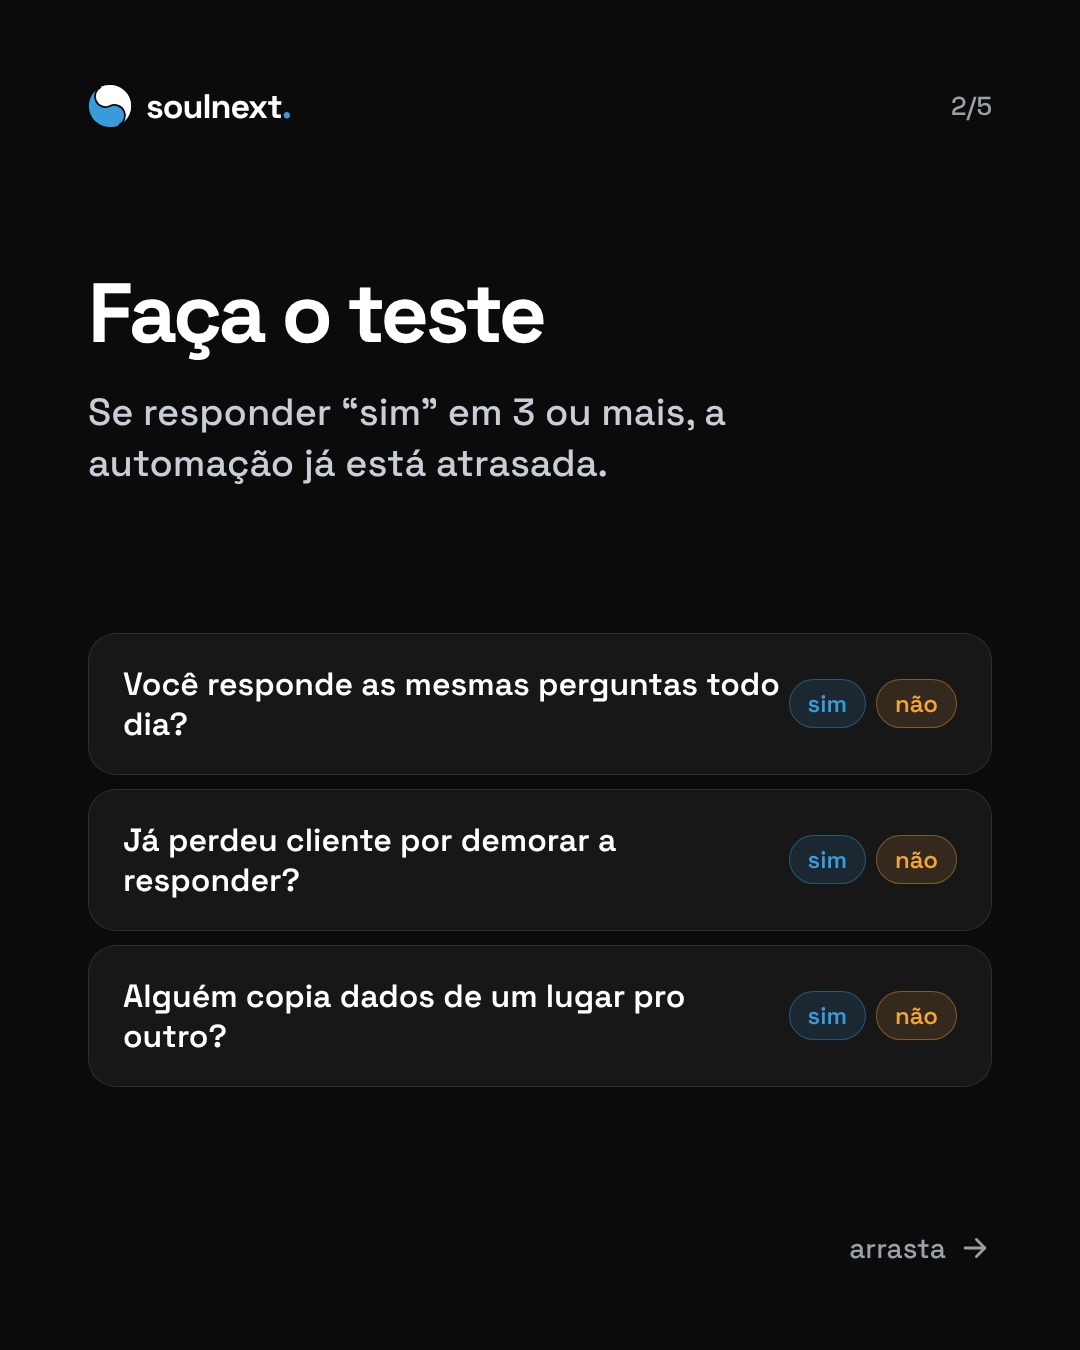 soulnext.
2/5
Faça o teste
Se responder “sim” em 3 ou mais, a
automação já está atrasada.
Você responde as mesmas perguntas todo
dia?
sim não
Já perdeu cliente por demorar a
responder?
sim não
Alguém copia dados de um lugar pro
outro?
sim não
arrasta →